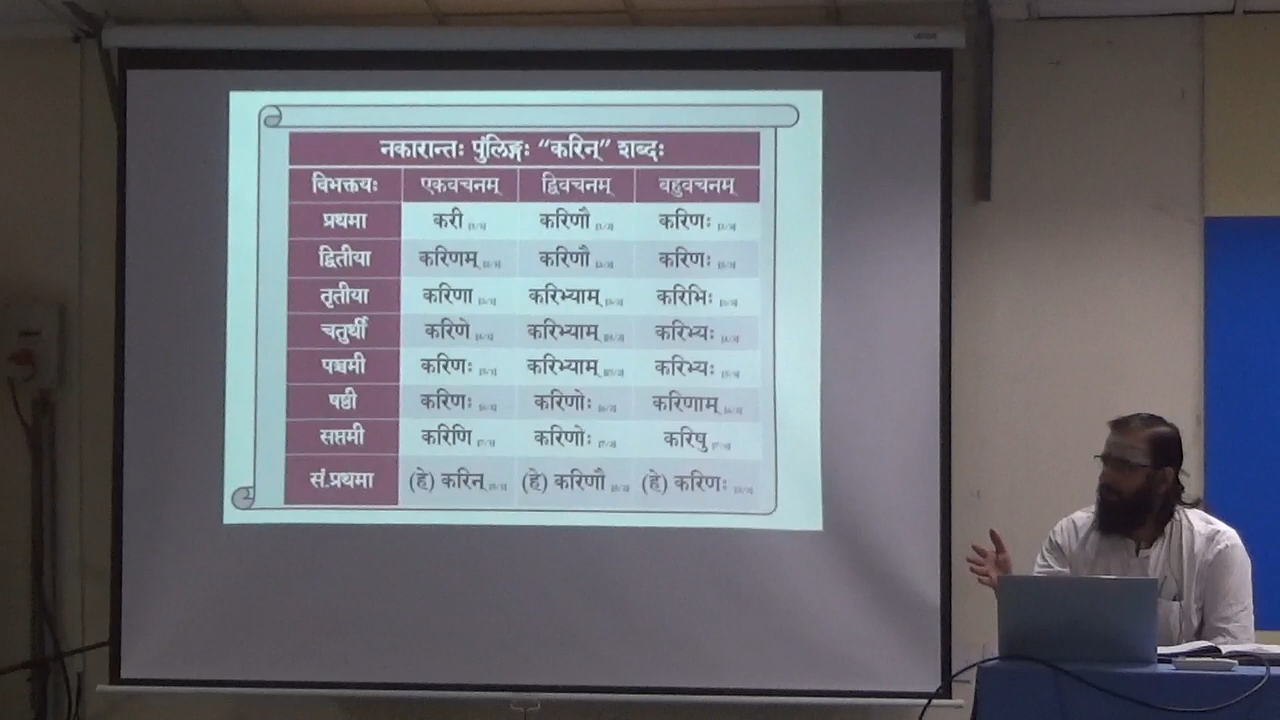 नकारान्तः पुंलिङ्गः “करिन्” शब्दः
विभक्तयः एकवचनम् द्विवचनम् बहुवचनम्
प्रथमा करी करिणौ करिणः
द्वितीया करिणम् करिणौ करिणः
तृतीया करिणा करिभ्याम् करिभिः
चतुर्थी करिणे करिभ्याम् करिभ्यः
पञ्चमी करिणः करिभ्याम् करिभ्यः
षष्ठी करिणः करिणोः करिणाम्
सप्तमी करिणि करिणोः करिषु
सं.प्रथमा (हे) करिन् (हे) करिणौ (हे) करिणः